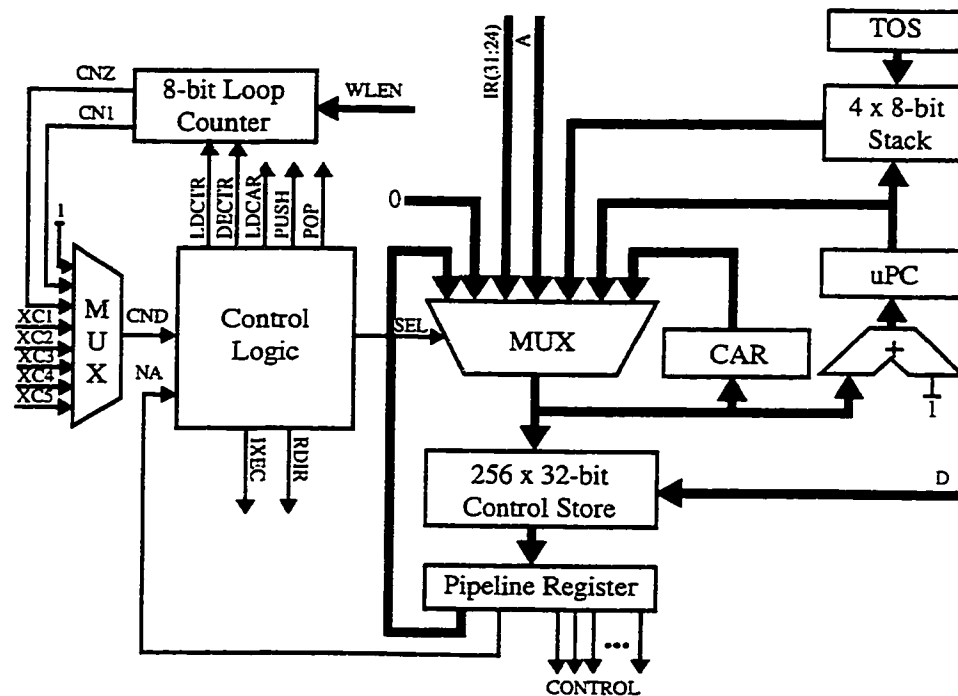 TOS
IR(31:24)
A
CNZ
8-bit Loop
Counter
WLEN
4 x 8-bit
Stack
CN1
LDCTR
DECTR
LDCAR
PUSH
POP
0
1
uPC
MUX
XC1
XC2
XC3
XC4
XC5
CND
NA
Control
Logic
SEL
MUX
CAR
+
1
IXEC
RDIR
256 x 32-bit
Control Store
D
Pipeline Register
...
CONTROL